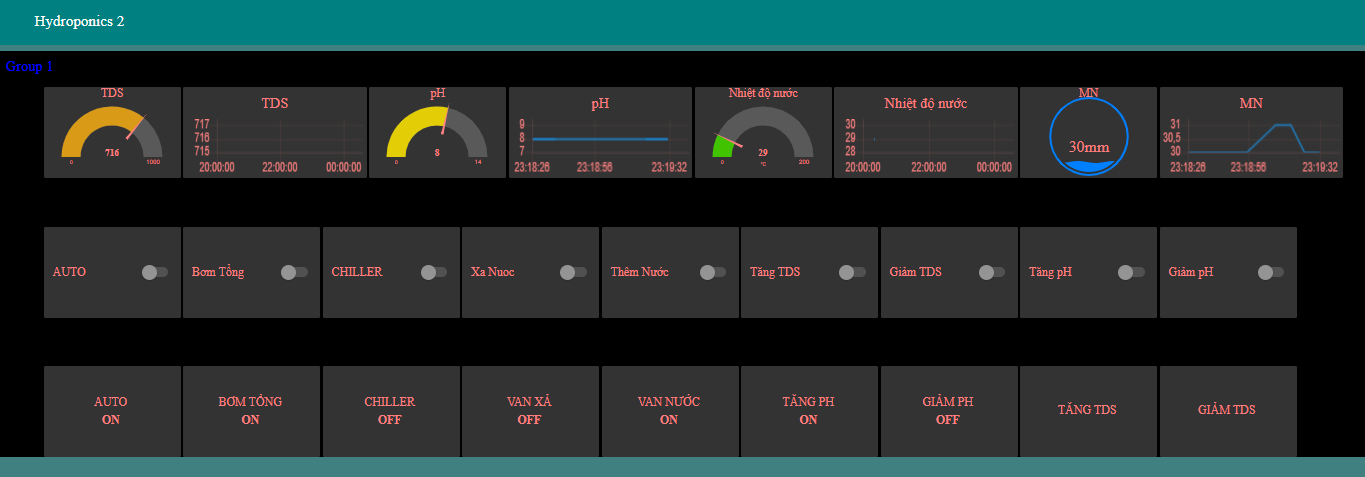 Hydroponics 2
Group 1
TDS
716
0
1000
TDS
717
716
715
20:00:00 22:00:00 00:00:00
pH
8
0
14
pH
9
8
7
23:18:26 23:18:56 23:19:32
Nhiệt độ nước
29
0
°C
200
Nhiệt độ nước
30
29
28
20:00:00 22:00:00 00:00:00
MN
30mm
MN
31
30,5
30
23:18:26 23:18:56 23:19:32
AUTO
Bơm Tổng
CHILLER
Xa Nuoc
Thêm Nước
Tăng TDS
Giảm TDS
Tăng pH
Giảm pH
AUTO
ON
BƠM TỔNG
ON
CHILLER
OFF
VAN XẢ
OFF
VAN NƯỚC
ON
TĂNG PH
ON
GIẢM PH
OFF
TĂNG TDS
GIẢM TDS